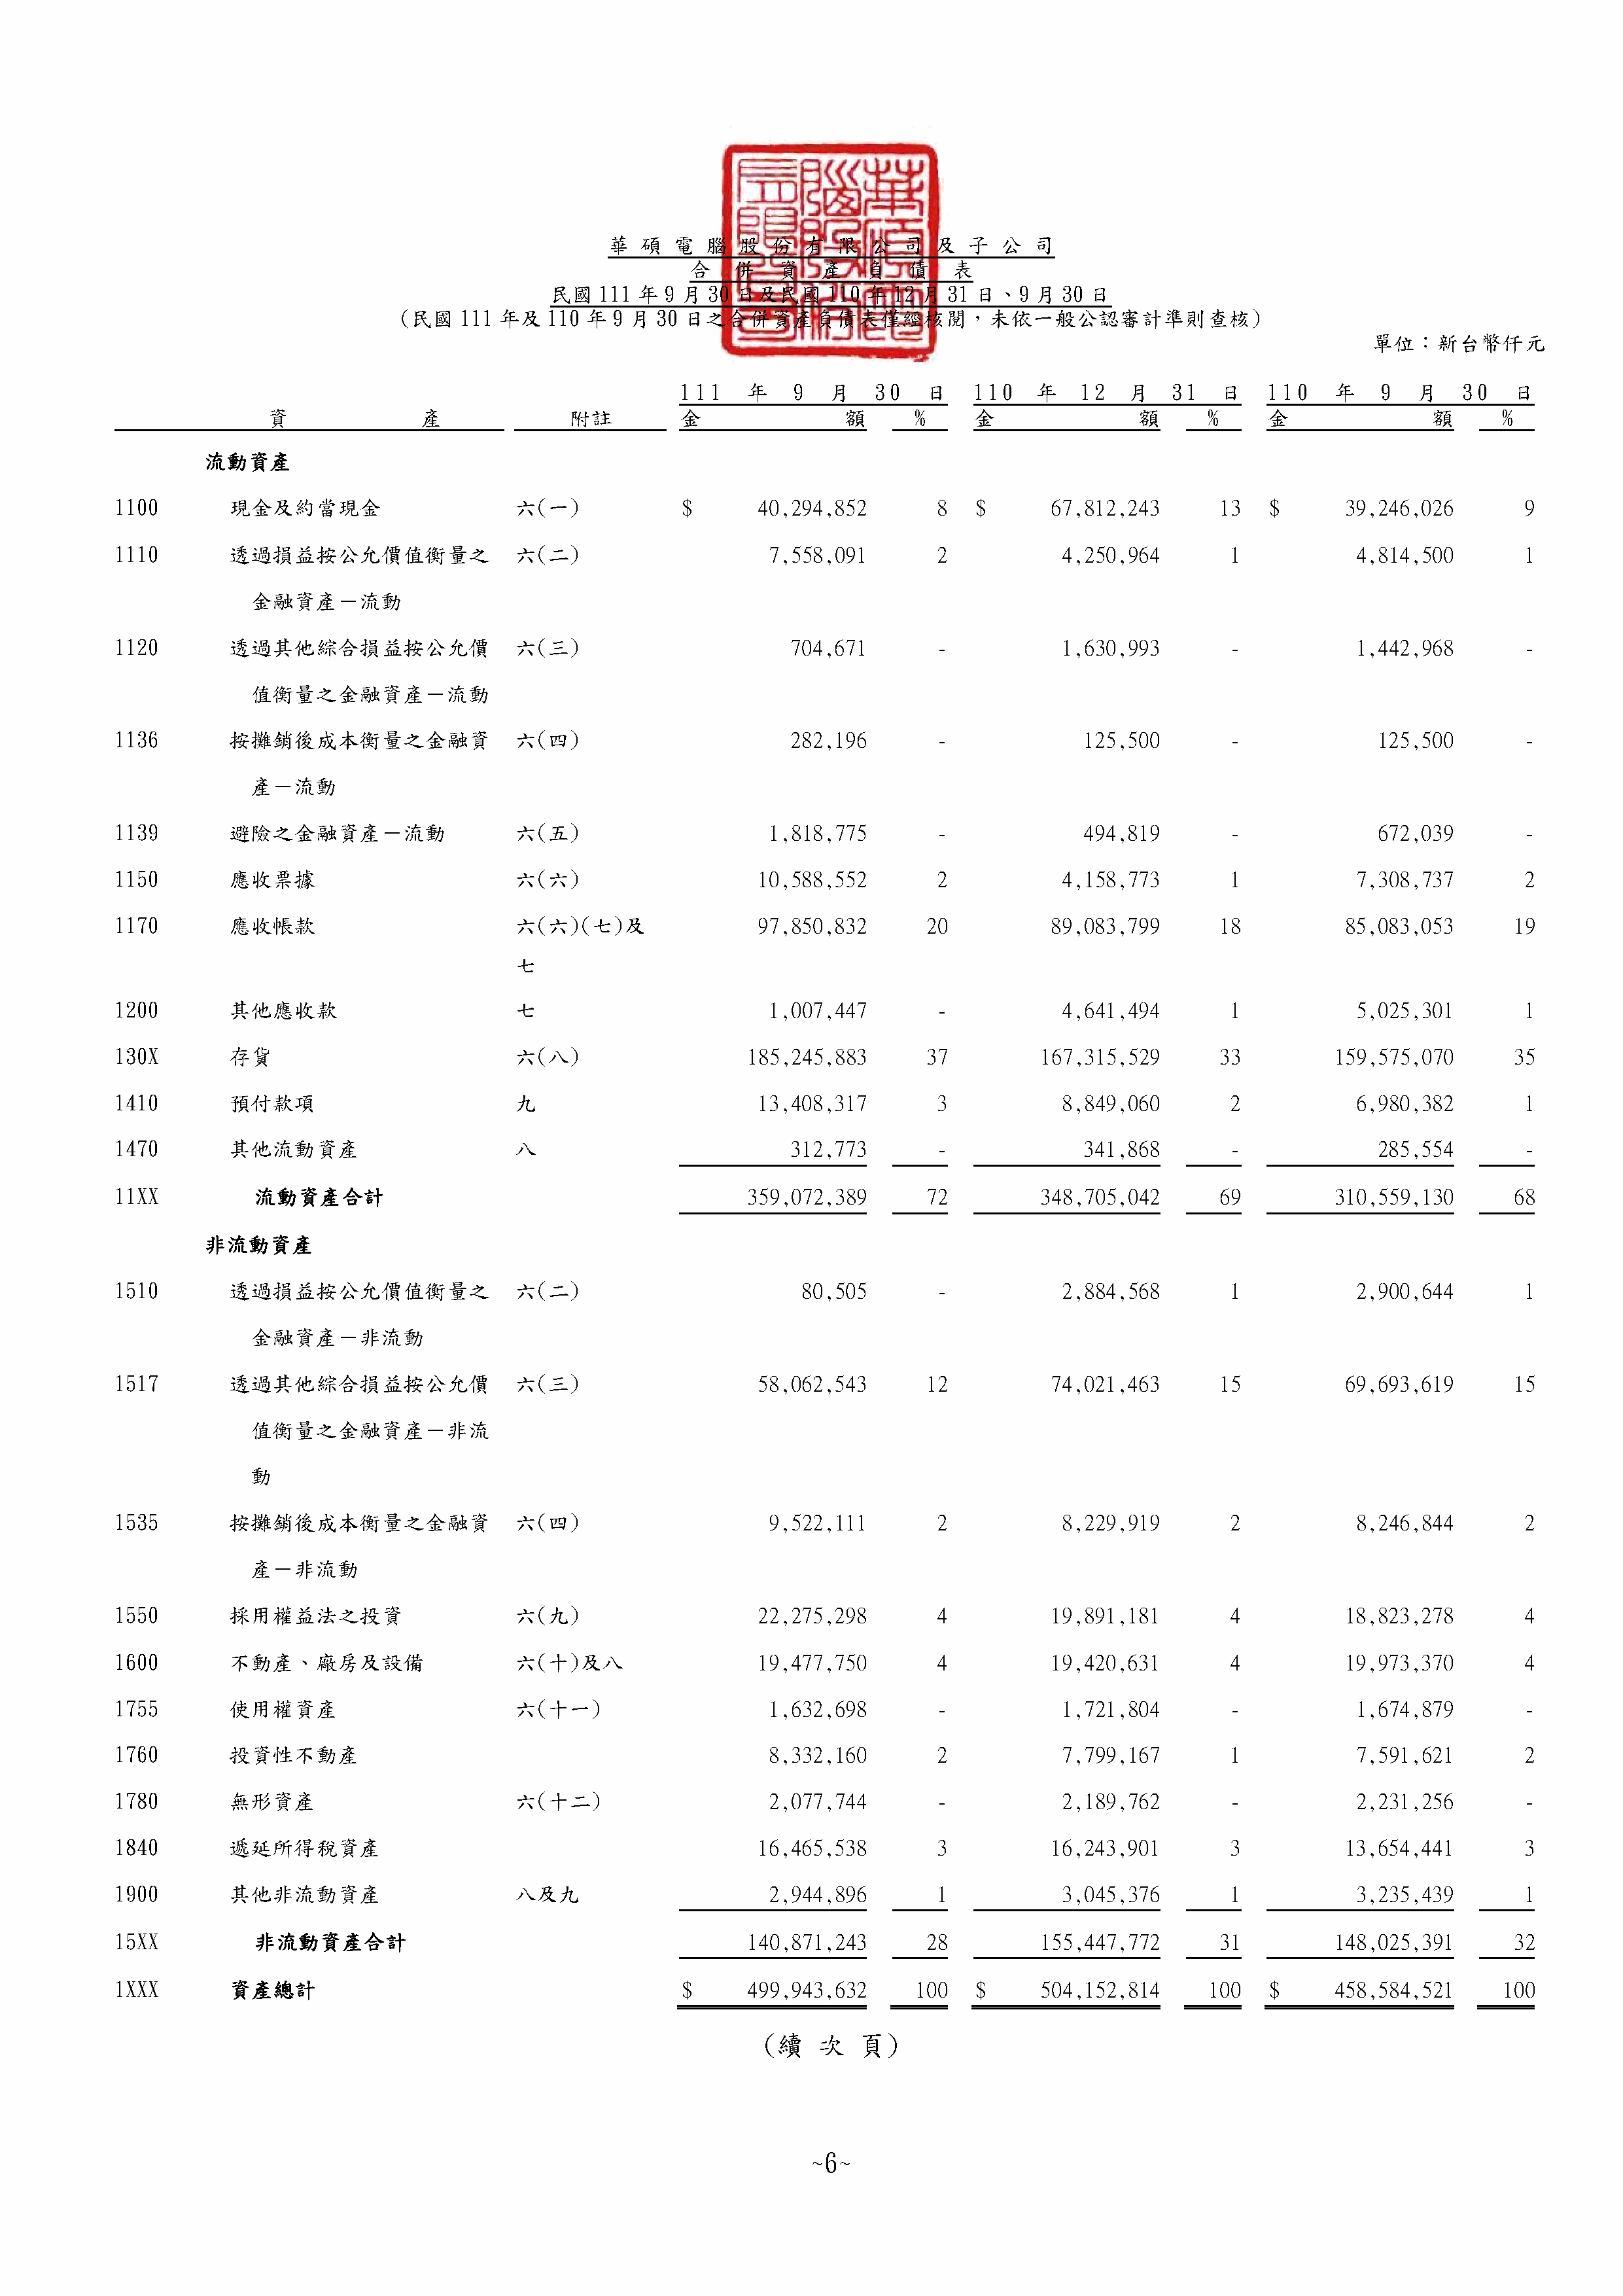 華碩電腦股份有限公司及子公司
合併資產負債表
民國111年9月30日及民國110年12月31日、9月30日
(民國111年及110年9月30日之合併資產負債表僅經核閱，未依一般公認審計準則查核)
單位：新台幣仟元
111 年 9 月 30 日 110 年 12 月 31 日 110 年 9 月 30 日
資 產 附註 金 額 % 金 額 % 金 額 %
流動資產
1100 現金及約當現金 六(一) $ 40,294,852 8 $ 67,812,243 13 $ 39,246,026 9
1110 透過損益按公允價值衡量之 六(二) 7,558,091 2 4,250,964 1 4,814,500 1
金融資產－流動
1120 透過其他綜合損益按公允價 六(三) 704,671 - 1,630,993 - 1,442,968 -
值衡量之金融資產－流動
1136 按攤銷後成本衡量之金融資 六(四) 282,196 - 125,500 - 125,500 -
產－流動
1139 避險之金融資產－流動 六(五) 1,818,775 - 494,819 - 672,039 -
1150 應收票據 六(六) 10,588,552 2 4,158,773 1 7,308,737 2
1170 應收帳款 六(六)(七)及 97,850,832 20 89,083,799 18 85,083,053 19
七
1200 其他應收款 七 1,007,447 - 4,641,494 1 5,025,301 1
130X 存貨 六(八) 185,245,883 37 167,315,529 33 159,575,070 35
1410 預付款項 九 13,408,317 3 8,849,060 2 6,980,382 1
1470 其他流動資產 八 312,773 - 341,868 - 285,554 -
11XX 流動資產合計 359,072,389 72 348,705,042 69 310,559,130 68
非流動資產
1510 透過損益按公允價值衡量之 六(二) 80,505 - 2,884,568 1 2,900,644 1
金融資產－非流動
1517 透過其他綜合損益按公允價 六(三) 58,062,543 12 74,021,463 15 69,693,619 15
值衡量之金融資產－非流
動
1535 按攤銷後成本衡量之金融資 六(四) 9,522,111 2 8,229,919 2 8,246,844 2
產－非流動
1550 採用權益法之投資 六(九) 22,275,298 4 19,891,181 4 18,823,278 4
1600 不動產、廠房及設備 六(十)及八 19,477,750 4 19,420,631 4 19,973,370 4
1755 使用權資產 六(十一) 1,632,698 - 1,721,804 - 1,674,879 -
1760 投資性不動產 8,332,160 2 7,799,167 1 7,591,621 2
1780 無形資產 六(十二) 2,077,744 - 2,189,762 - 2,231,256 -
1840 遞延所得稅資產 16,465,538 3 16,243,901 3 13,654,441 3
1900 其他非流動資產 八及九 2,944,896 1 3,045,376 1 3,235,439 1
15XX 非流動資產合計 140,871,243 28 155,447,772 31 148,025,391 32
1XXX 資產總計 $ 499,943,632 100 $ 504,152,814 100 $ 458,584,521 100
(續次頁)
~6~